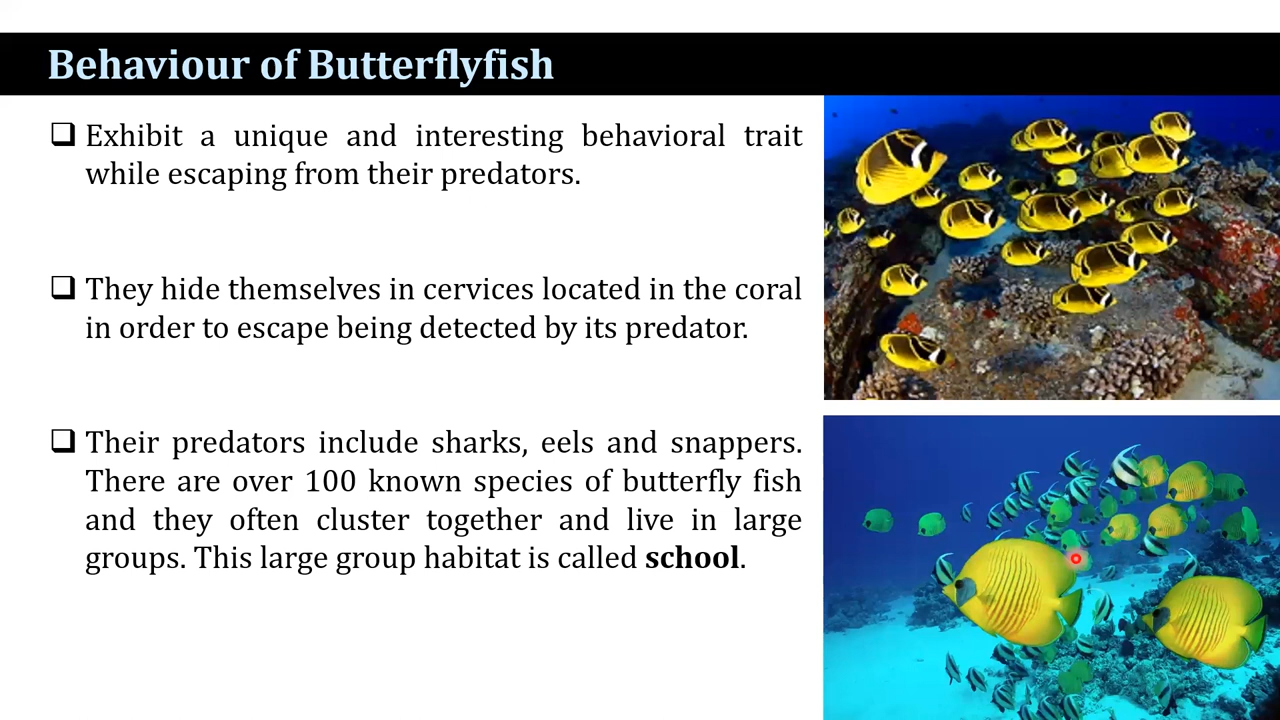 Behaviour of Butterflyfish
Exhibit a unique and interesting behavioral trait
while escaping from their predators.
They hide themselves in cervices located in the coral
in order to escape being detected by its predator.
Their predators include sharks, eels and snappers.
There are over 100 known species of butterfly fish
and they often cluster together and live in large
groups. This large group habitat is called school.